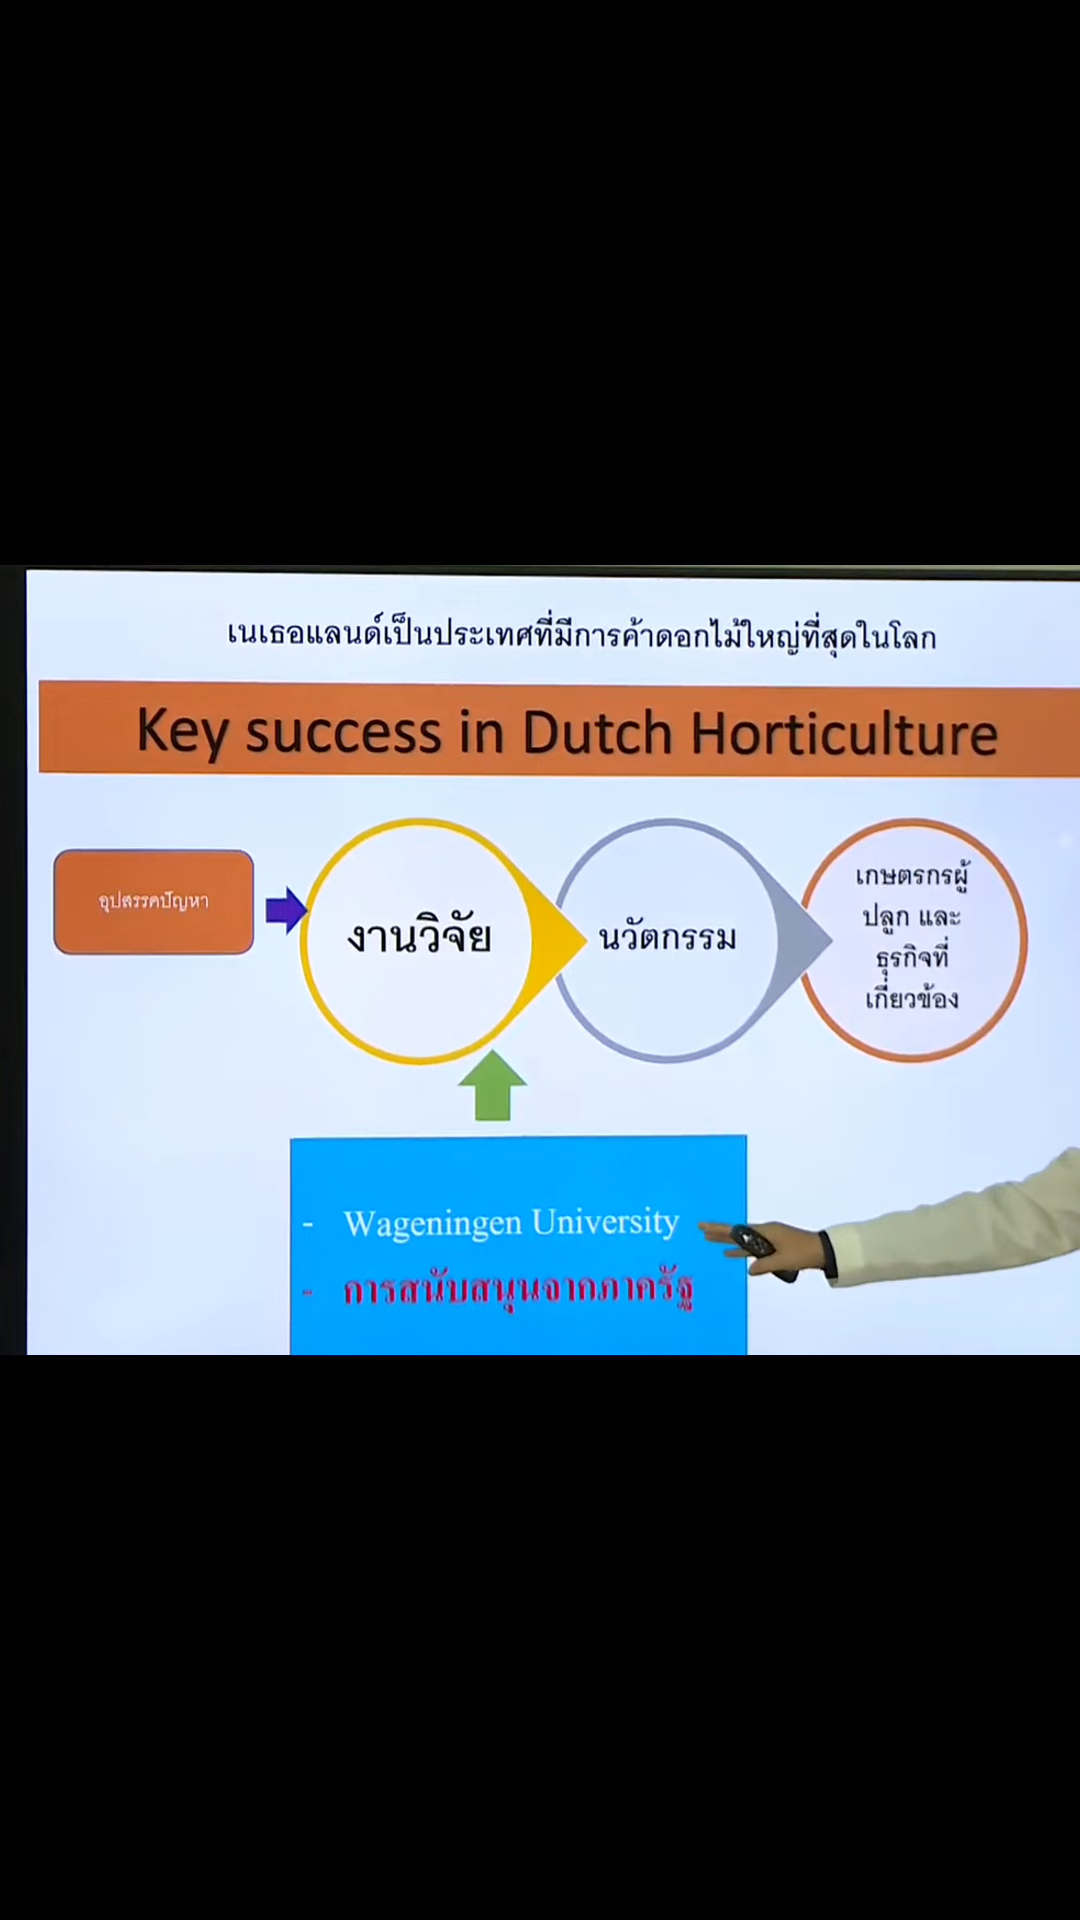 เนเธอแลนด์เป็นประเทศที่มีการค้าดอกไม้ใหญ่ที่สุดในโลก
Key success in Dutch Horticulture
อุปสรรคปัญหา
งานวิจัย
นวัตกรรม
เกษตรกรผู้
ปลูก และ
ธุรกิจที่
เกี่ยวข้อง
- Wageningen University
- การสนับสนุนจากภาครัฐ